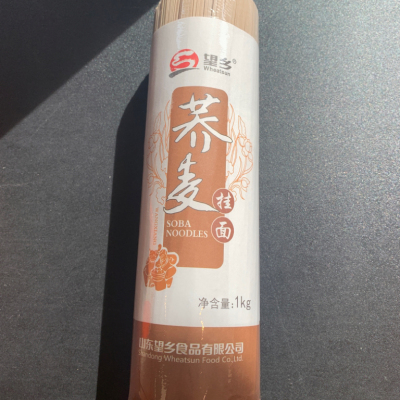 望乡®
Wheatsun
荞麦
SOBA
NOODLES
挂面
净含量:1kg
山东望乡食品有限公司
Shandong Wheatsun Food Co.,Ltd.